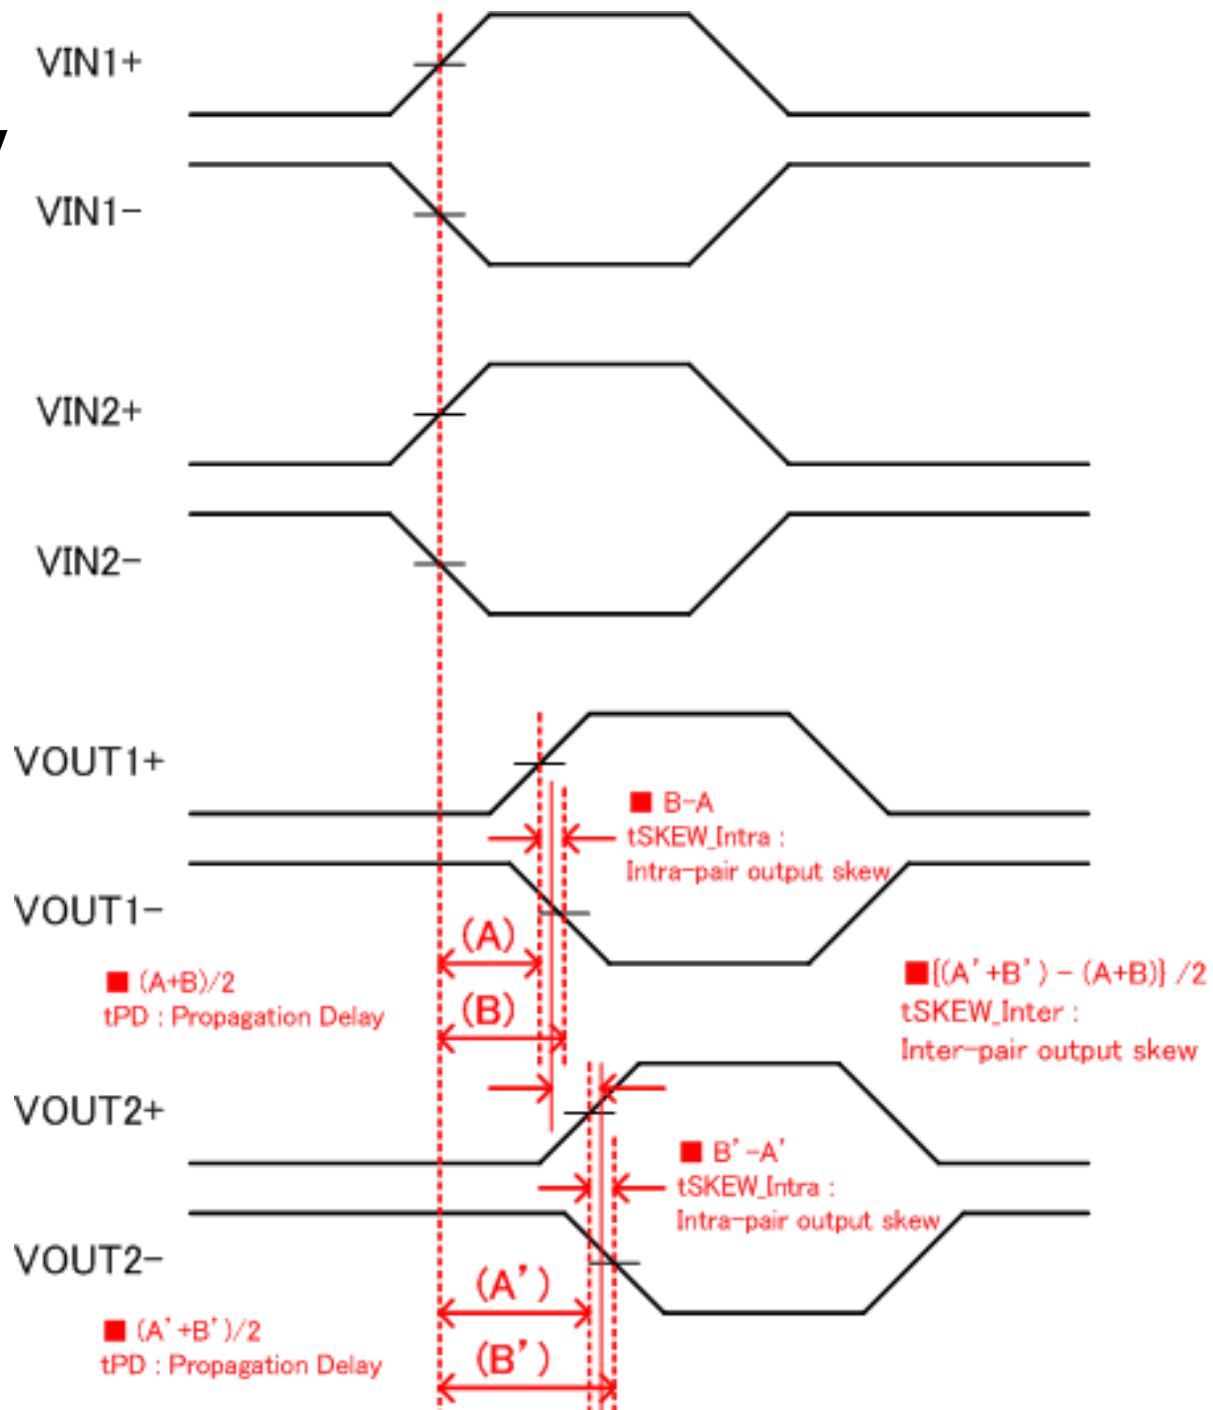 VIN1+
VIN1-
VIN2+
VIN2-
VOUT1+
■ B-A
tSKEW_Intra :
Intra-pair output skew
VOUT1-
(A)
■ (A+B)/2
tPD : Propagation Delay
(B)
■{(A'+B') - (A+B)} /2
tSKEW_Inter :
Inter-pair output skew
VOUT2+
■ B'-A'
tSKEW_Intra :
Intra-pair output skew
VOUT2-
(A')
■ (A'+B')/2
tPD : Propagation Delay
(B')